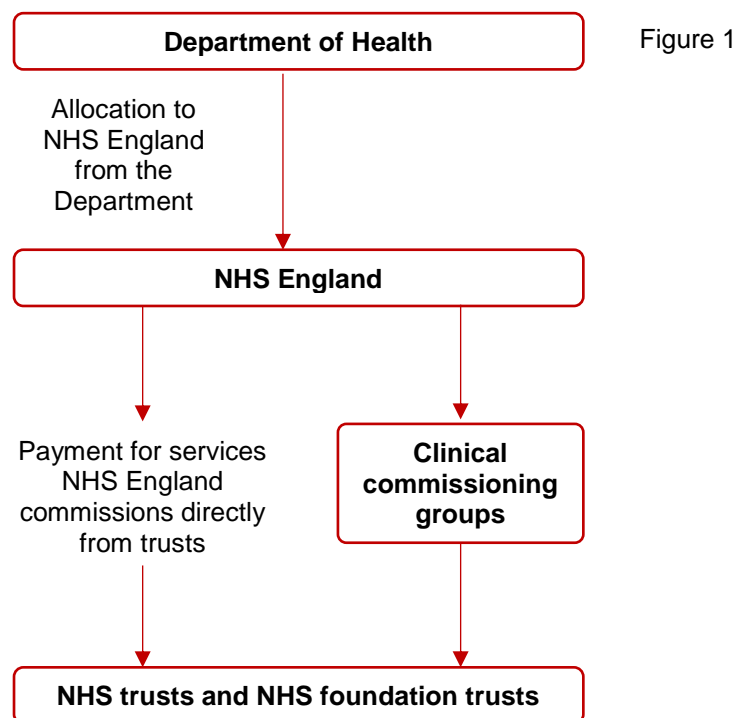 Department of Health
Figure 1
Allocation to
NHS England
from the
Department
NHS England
Payment for services
NHS England
commissions directly
from trusts
Clinical
commissioning
groups
NHS trusts and NHS foundation trusts